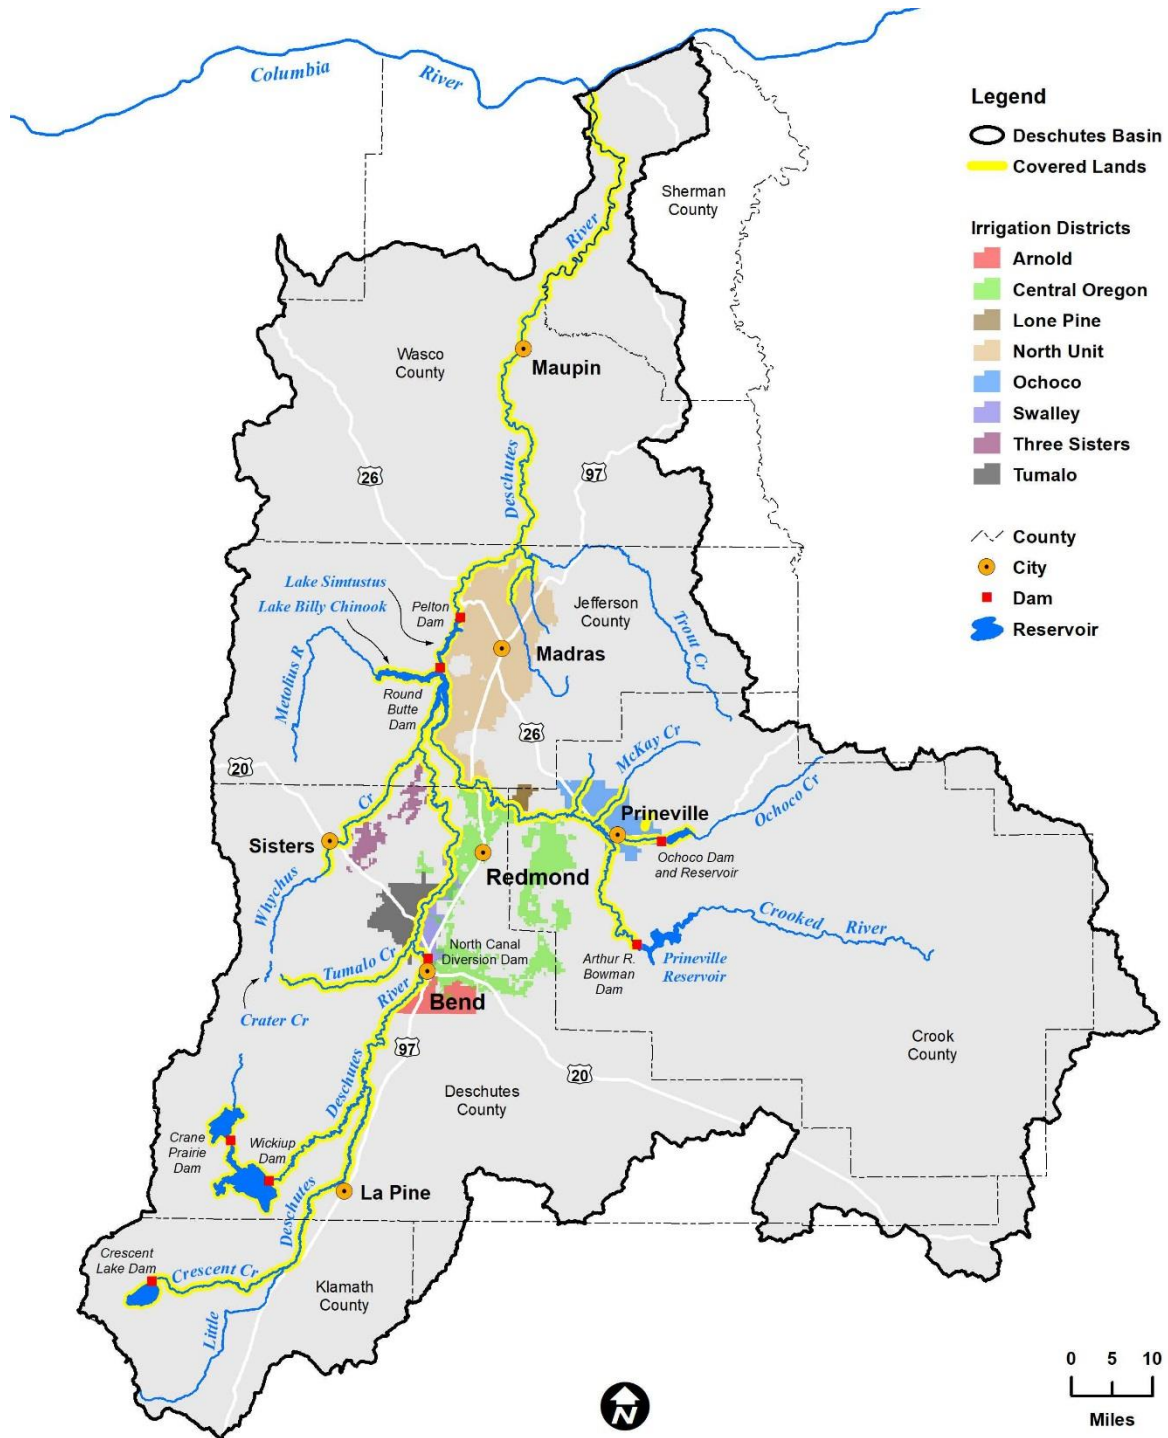 Columbia
River
Legend
Deschutes Basin
Covered Lands
Sherman
County
River
Irrigation Districts
Arnold
Central Oregon
Lone Pine
North Unit
Ochoco
Swalley
Three Sisters
Tumalo
Wasco
County
Maupin
26
97
Deschutes
County
City
Dam
Reservoir
Lake Simtustus
Lake Billy Chinook
Pelton
Dam
Jefferson
County
Madras
Trout Cr
Metolius R
Round
Butte
Dam
26
McKay Cr
20
Ochoco Cr
Cr
Prineville
Sisters
Ochoco Dam
and Reservoir
Redmond
Whychus
Crooked River
North Canal
Diversion Dam
Arthur R.
Bowman
Dam
Prineville
Reservoir
Tumalo Cr
River
Bend
Crater Cr
97
20
Crook
County
Deschutes
Deschutes
County
Crane
Prairie
Dam
Wickiup
Dam
La Pine
Deschutes
Crescent
Lake Dam
Crescent Cr
Klamath
County
Little
N
0 5 10
Miles